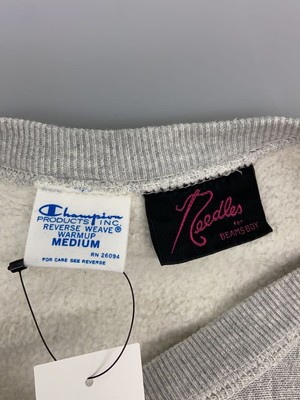 Champion
PRODUCTS INC.
REVERSE WEAVE®
WARMUP
MEDIUM
RN 26094
FOR CARE SEE REVERSE
Needles
for
BEAMS BOY